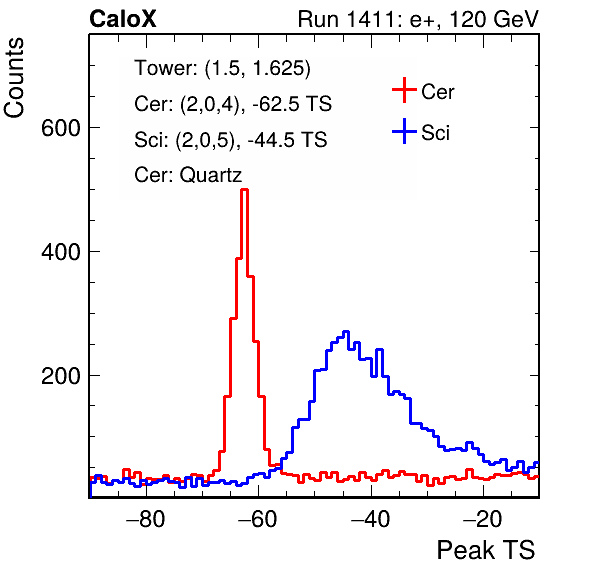 CaloX Run 1411: e+, 120 GeV
Counts
Tower: (1.5, 1.625)
Cer: (2,0,4), -62.5 TS
Sci: (2,0,5), -44.5 TS
Cer: Quartz
Cer
Sci
600
400
200
−80 −60 −40 −20
Peak TS